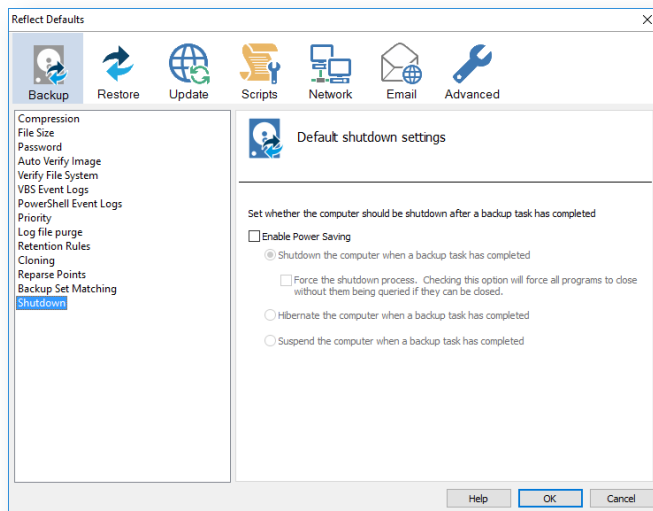 Reflect Defaults
Backup
Restore
Update
Scripts
Network
Email
Advanced
Compression
File Size
Password
Auto Verify Image
Verify File System
VBS Event Logs
PowerShell Event Logs
Priority
Log file purge
Retention Rules
Cloning
Reparse Points
Backup Set Matching
Shutdown
Default shutdown settings
Set whether the computer should be shutdown after a backup task has completed
Enable Power Saving
Shutdown the computer when a backup task has completed
Force the shutdown process. Checking this option will force all programs to close
without them being queried if they can be closed.
Hibernate the computer when a backup task has completed
Suspend the computer when a backup task has completed
Help
OK
Cancel